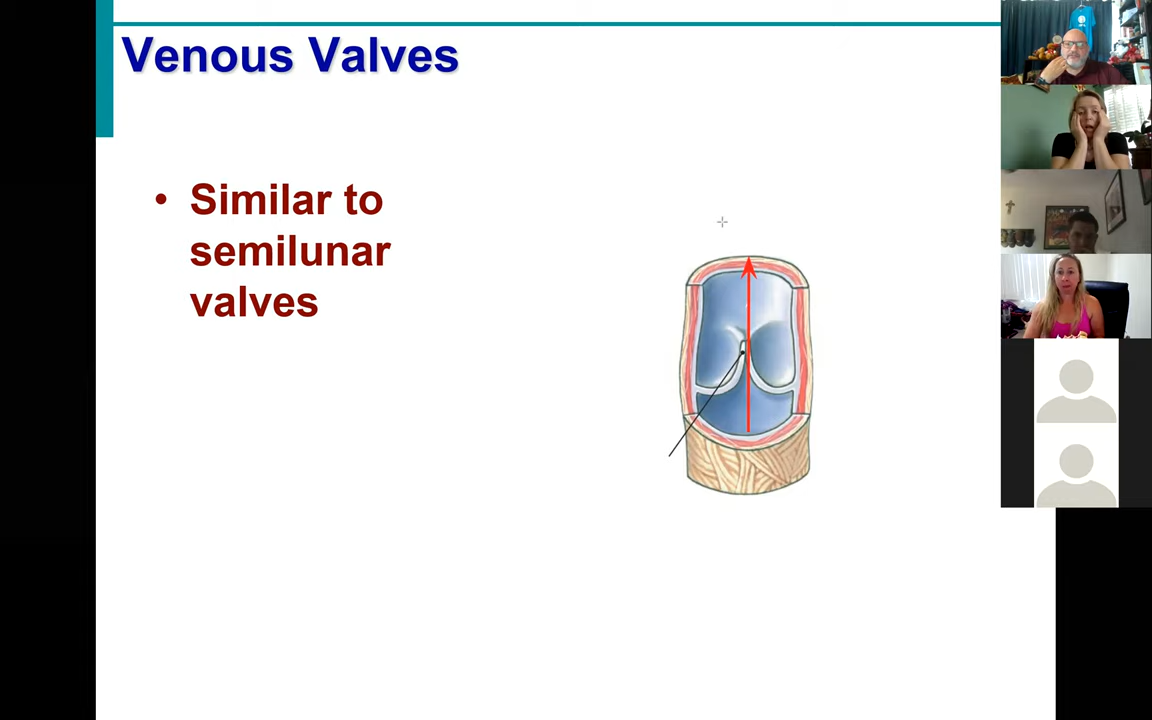 Venous Valves
• Similar to
semilunar
valves